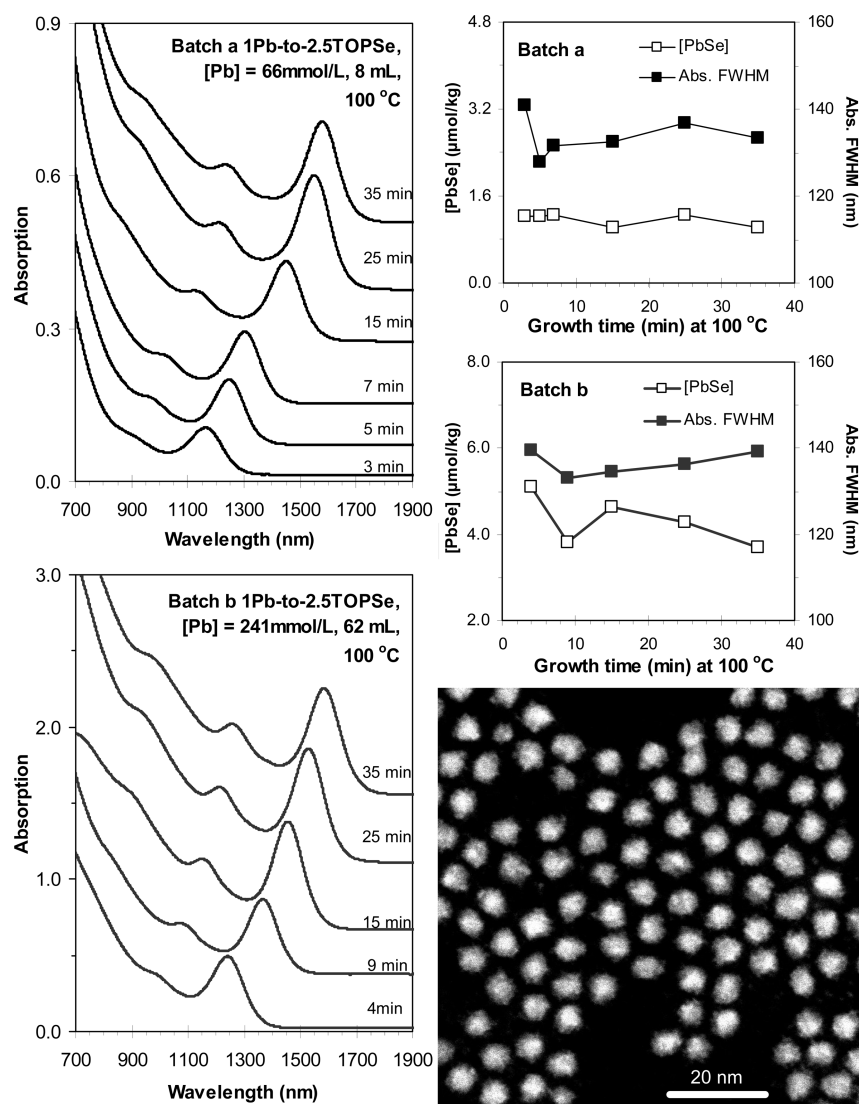 Batch a 1Pb-to-2.5TOPSe,
[Pb] = 66mmol/L, 8 mL,
100 °C
0.9
0.6
0.3
0.0
Absorption
35 min
25 min
15 min
7 min
5 min
3 min
700 900 1100 1300 1500 1700 1900
Wavelength (nm)
Batch a
[PbSe]
Abs. FWHM
4.8
3.2
1.6
0.0
[PbSe] (µmol/kg)
160
140
120
100
Abs. FWHM (nm)
0 10 20 30 40
Growth time (min) at 100 °C
Batch b
[PbSe]
Abs. FWHM
8.0
6.0
4.0
2.0
[PbSe] (µmol/kg)
160
140
120
100
Abs. FWHM (nm)
0 10 20 30 40
Growth time (min) at 100 °C
Batch b 1Pb-to-2.5TOPSe,
[Pb] = 241mmol/L, 62 mL,
100 °C
3.0
2.0
1.0
0.0
Absorption
35 min
25 min
15 min
9 min
4min
700 900 1100 1300 1500 1700 1900
Wavelength (nm)
20 nm